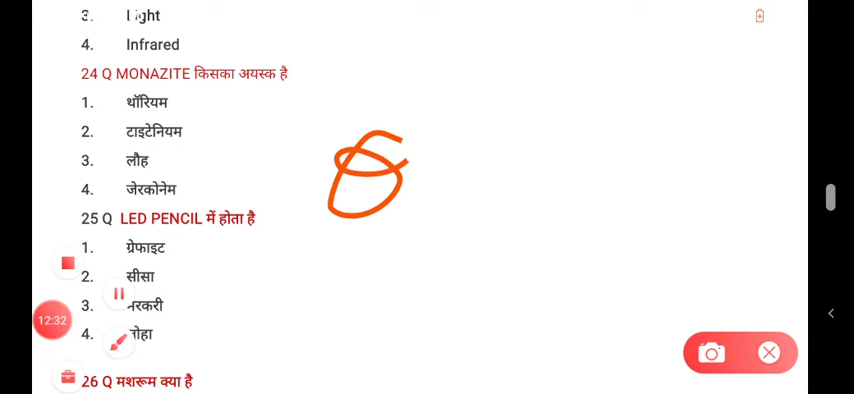 3. Light
4. Infrared
24 Q MONAZITE किसका अयस्क है
1. थॉरियम
2. टाइटेनियम
3. लौह
4. जेरकोनेम
25 Q LED PENCIL में होता है
1. ग्रेफाइट
2. सीसा
3. मरकरी
4. लोहा
12:32
26 Q मशरूम क्या है